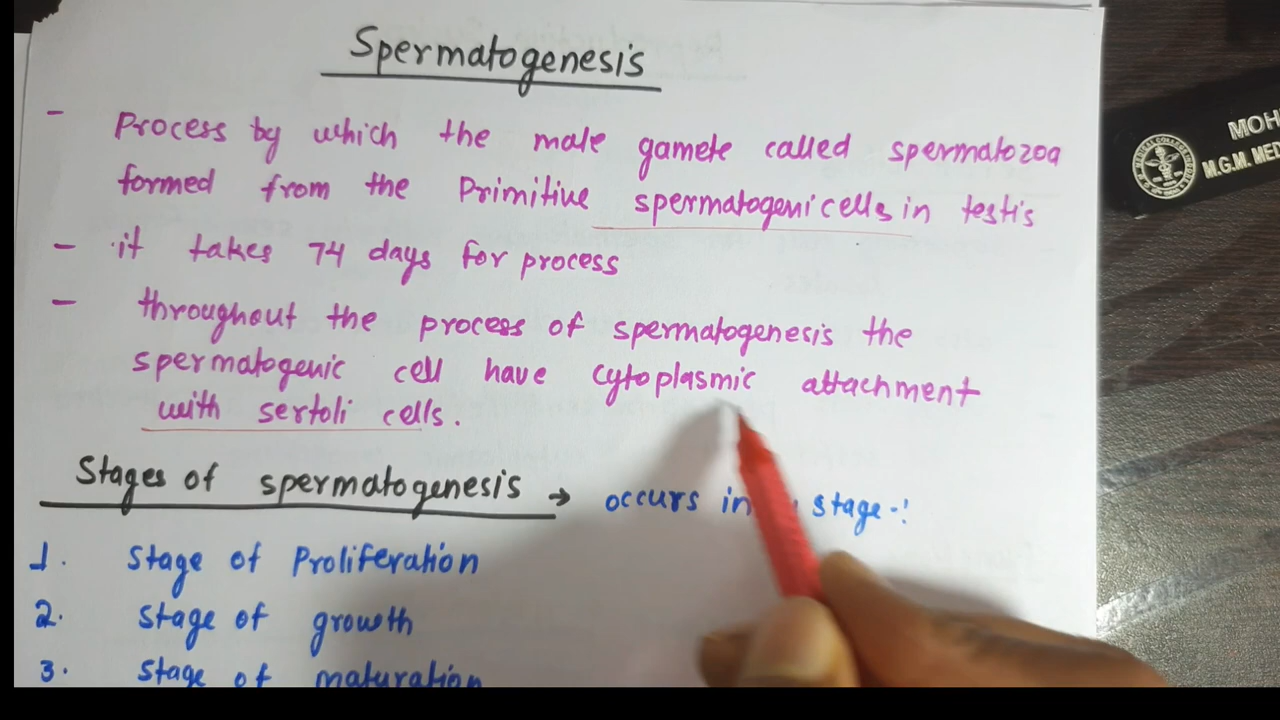 Spermatogenesis
- Process by which the male gamete called spermatozoa
formed from the Primitive spermatogenic cells in testis
- it takes 74 days for process
- throughout the process of spermatogenesis the
spermatogenic cell have cytoplasmic attachment
with sertoli cells.
Stages of spermatogenesis → occurs in stage -:
1. Stage of Proliferation
2. Stage of growth
3. Stage of maturation
MOH
M.G.M. MED